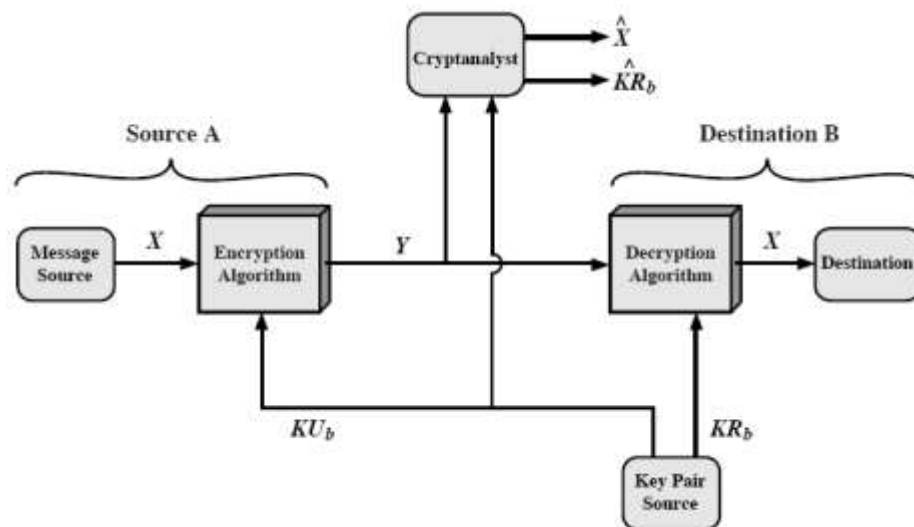 Cryptanalyst
X̂
K̂R_b
Source A
Destination B
Message
Source
X
Encryption
Algorithm
Y
Decryption
Algorithm
X
Destination
KU_b
KR_b
Key Pair
Source